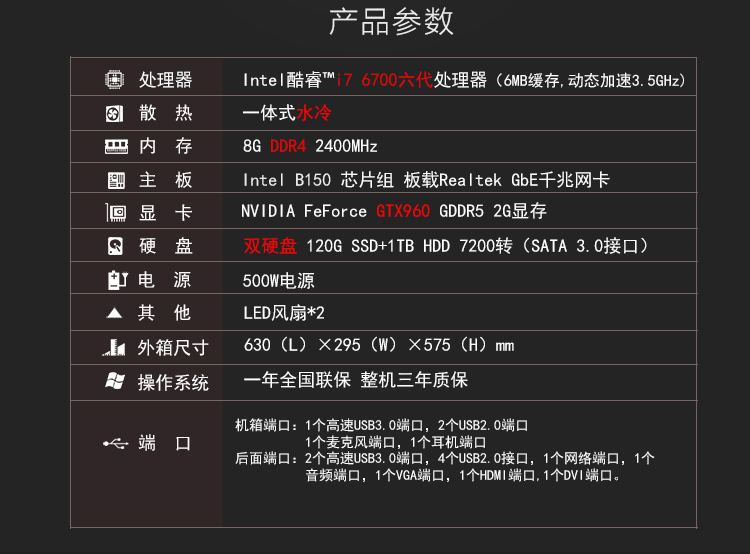 产品参数
处理器 Intel酷睿™i7 6700六代处理器（6MB缓存,动态加速3.5GHz）
散 热 一体式水冷
内 存 8G DDR4 2400MHz
主 板 Intel B150 芯片组 板载Realtek GbE千兆网卡
显 卡 NVIDIA FeForce GTX960 GDDR5 2G显存
硬 盘 双硬盘 120G SSD+1TB HDD 7200转（SATA 3.0接口）
电 源 500W电源
其 他 LED风扇*2
外箱尺寸 630（L）×295（W）×575（H）mm
操作系统 一年全国联保 整机三年质保
端 口 机箱端口：1个高速USB3.0端口，2个USB2.0端口
1个麦克风端口，1个耳机端口
后面端口：2个高速USB3.0端口，4个USB2.0接口，1个网络端口，1个
音频端口，1个VGA端口，1个HDMI端口,1个DVI端口。